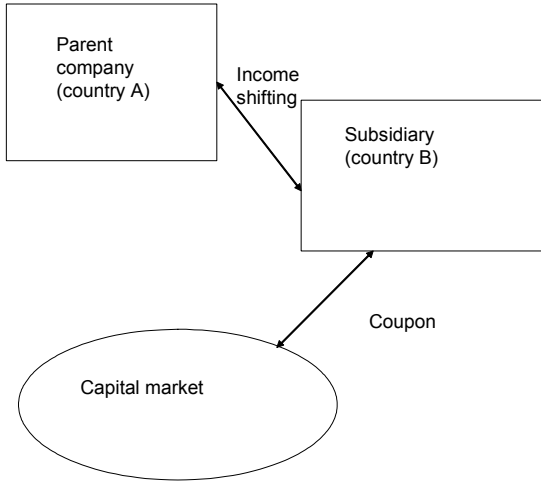 Parent
company
(country A)
Income
shifting
Subsidiary
(country B)
Coupon
Capital market